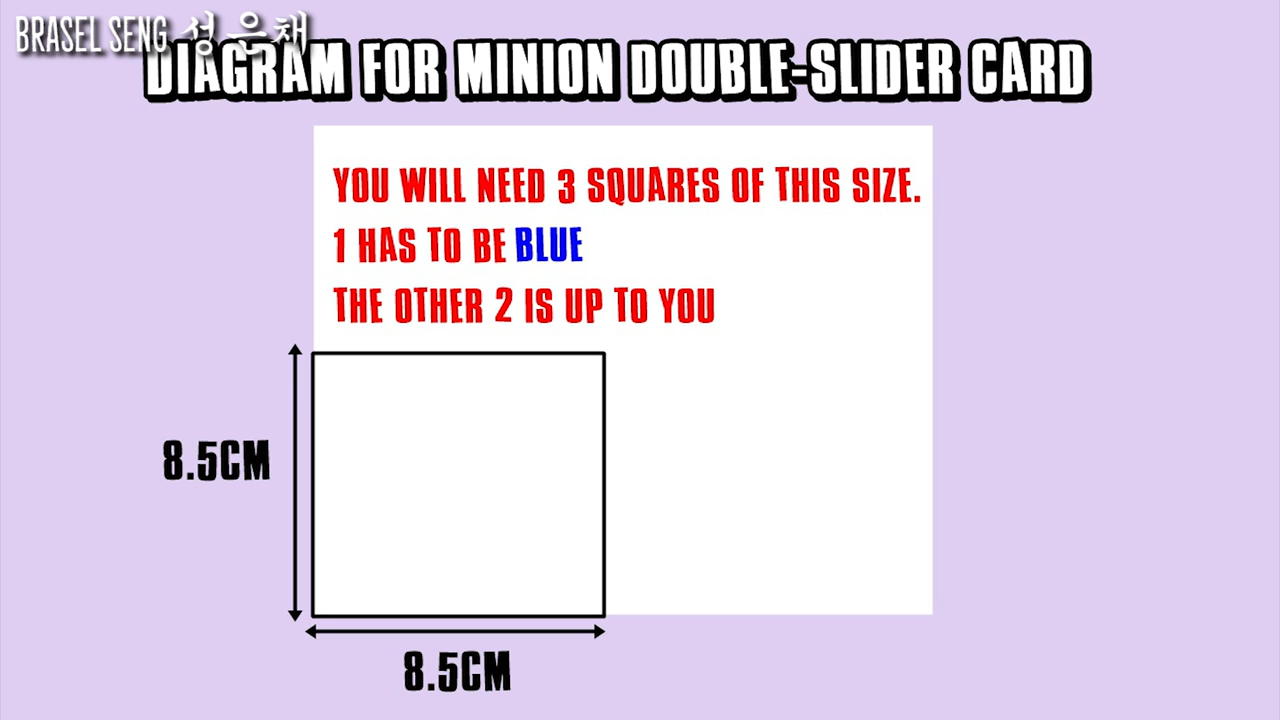 BRASEL SENG 성은채
DIAGRAM FOR MINION DOUBLE-SLIDER CARD
YOU WILL NEED 3 SQUARES OF THIS SIZE.
1 HAS TO BE BLUE
THE OTHER 2 IS UP TO YOU
8.5CM
8.5CM